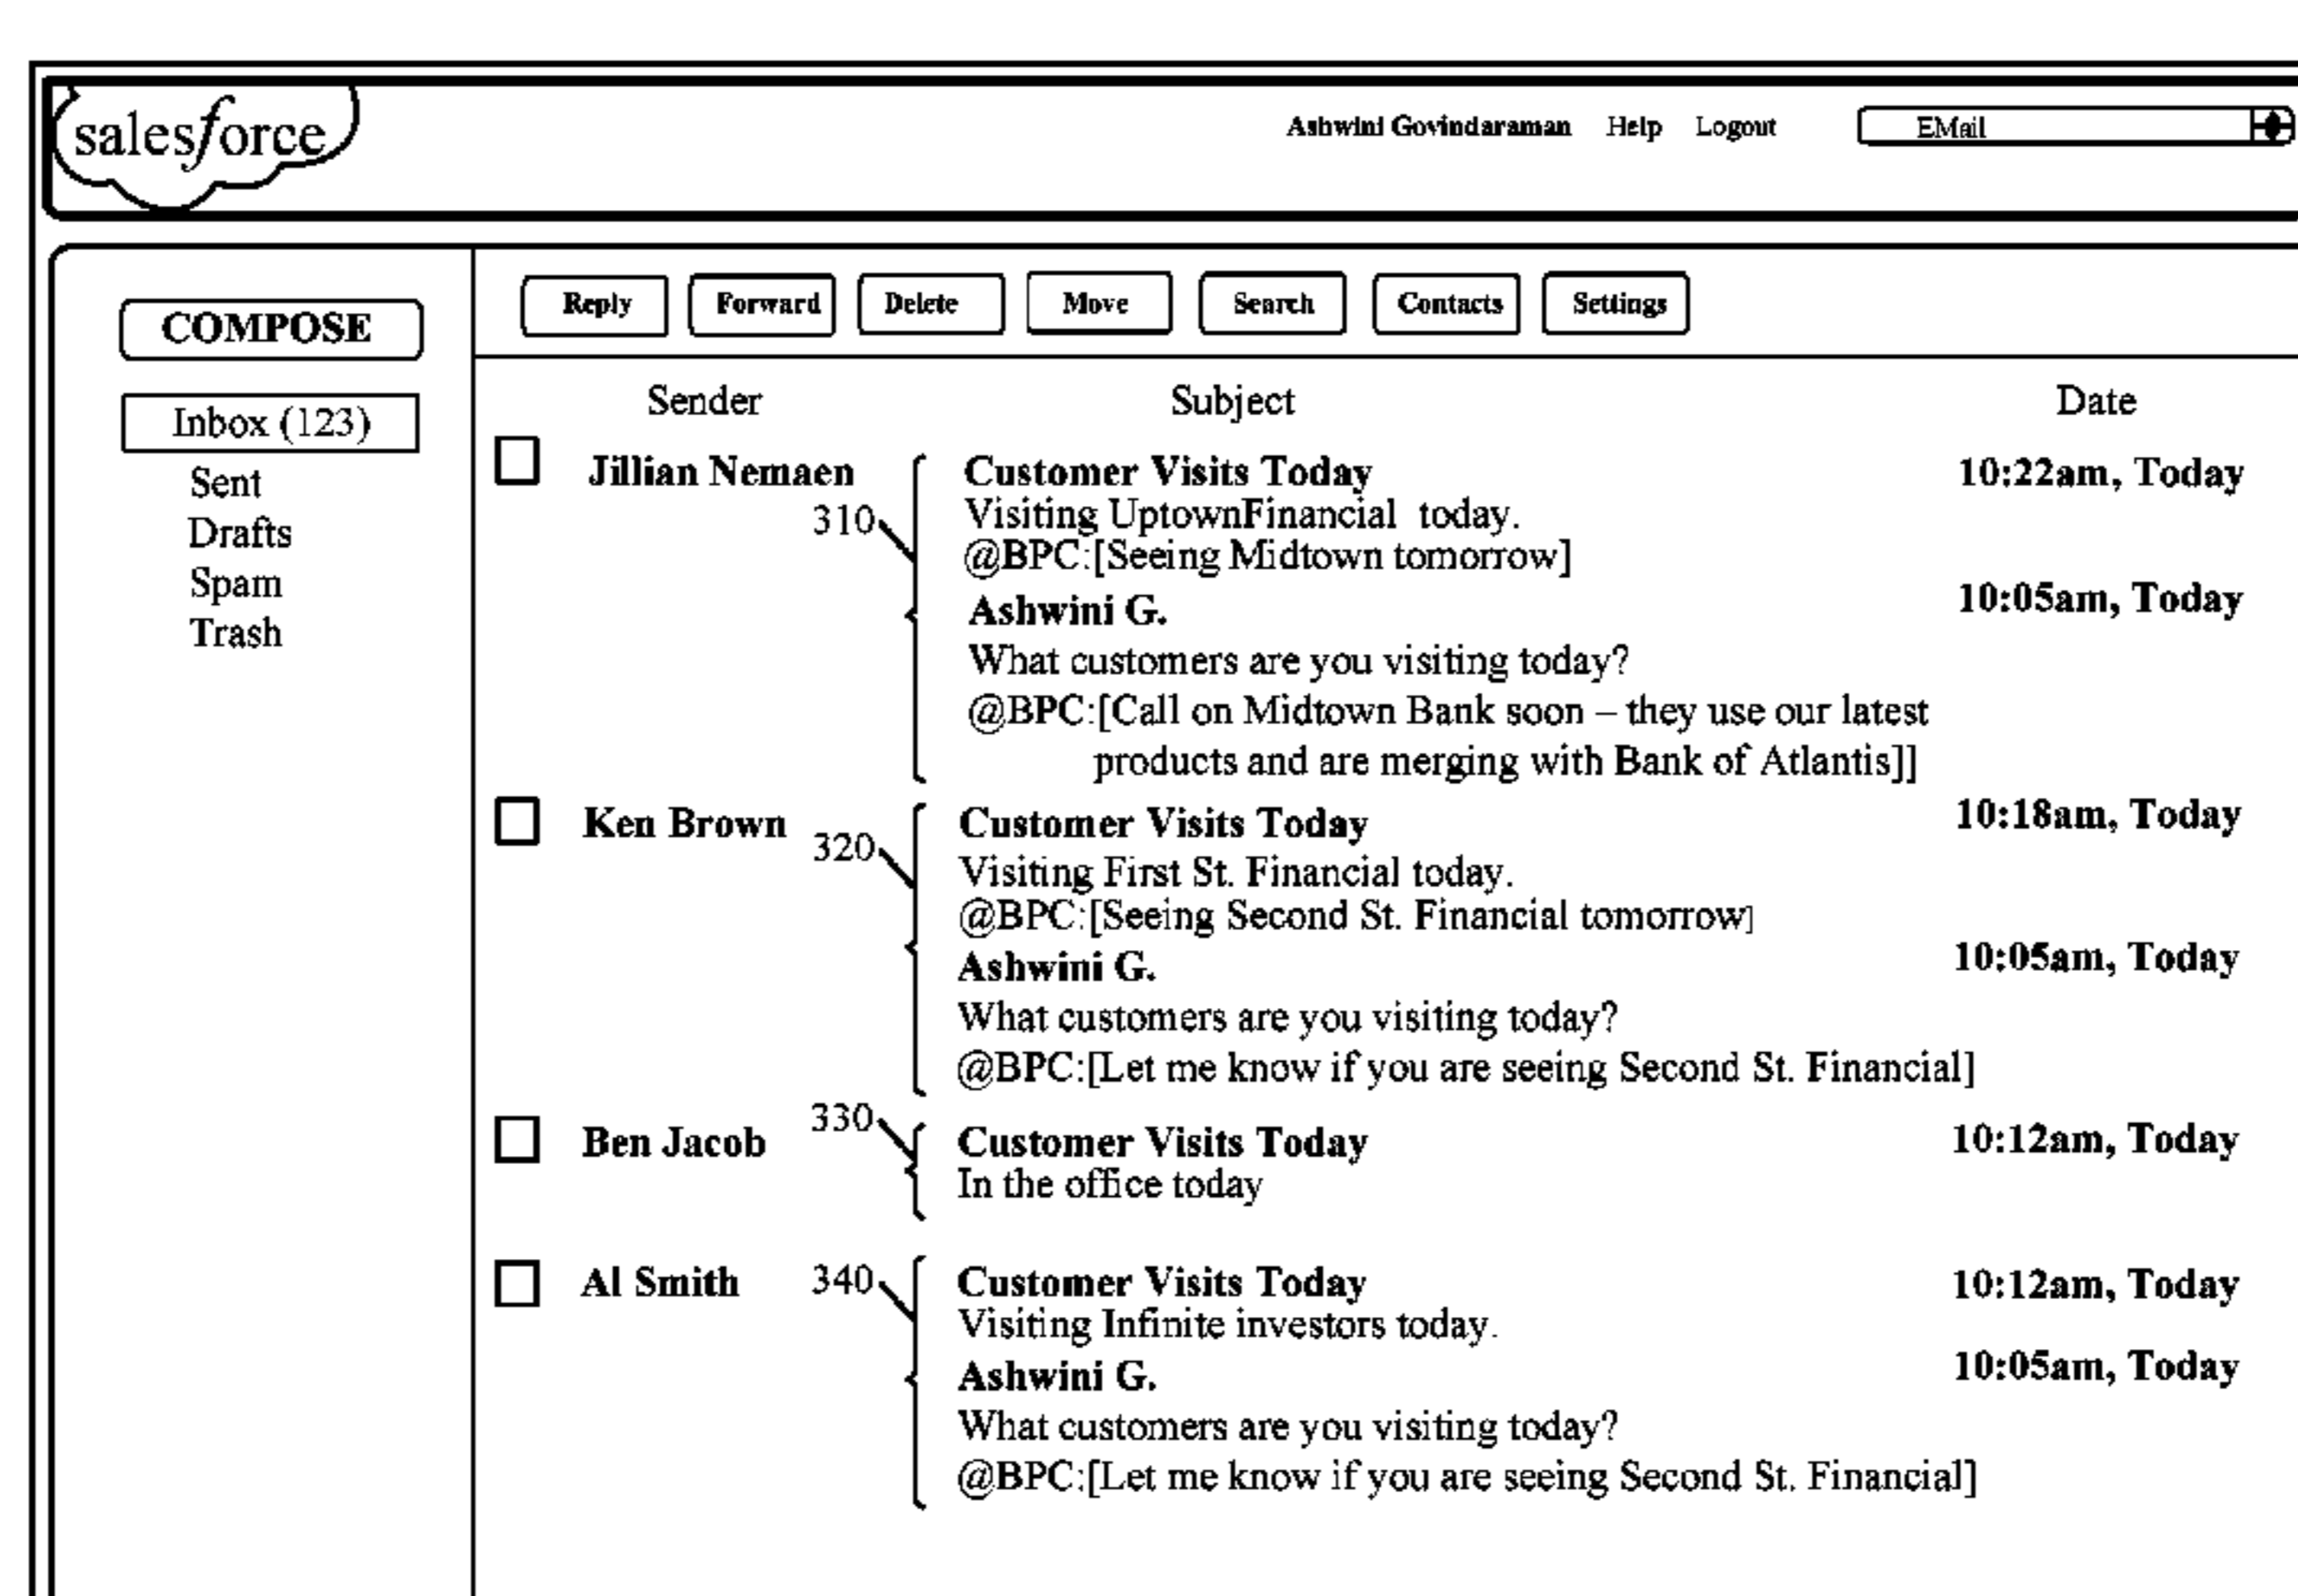 salesforce
Ashwini Govindaraman Help Logout EMail
COMPOSE
Inbox (123)
Sent
Drafts
Spam
Trash
Reply Forward Delete Move Search Contacts Settings
Sender Subject Date
Jillian Nemaen Customer Visits Today 10:22am, Today
310 Visiting UptownFinancial today.
@BPC:[Seeing Midtown tomorrow]
Ashwini G. 10:05am, Today
What customers are you visiting today?
@BPC:[Call on Midtown Bank soon – they use our latest
products and are merging with Bank of Atlantis]]
Ken Brown 320 Customer Visits Today 10:18am, Today
Visiting First St. Financial today.
@BPC:[Seeing Second St. Financial tomorrow]
Ashwini G. 10:05am, Today
What customers are you visiting today?
@BPC:[Let me know if you are seeing Second St. Financial]
Ben Jacob 330 Customer Visits Today 10:12am, Today
In the office today
Al Smith 340 Customer Visits Today 10:12am, Today
Visiting Infinite investors today.
Ashwini G. 10:05am, Today
What customers are you visiting today?
@BPC:[Let me know if you are seeing Second St. Financial]